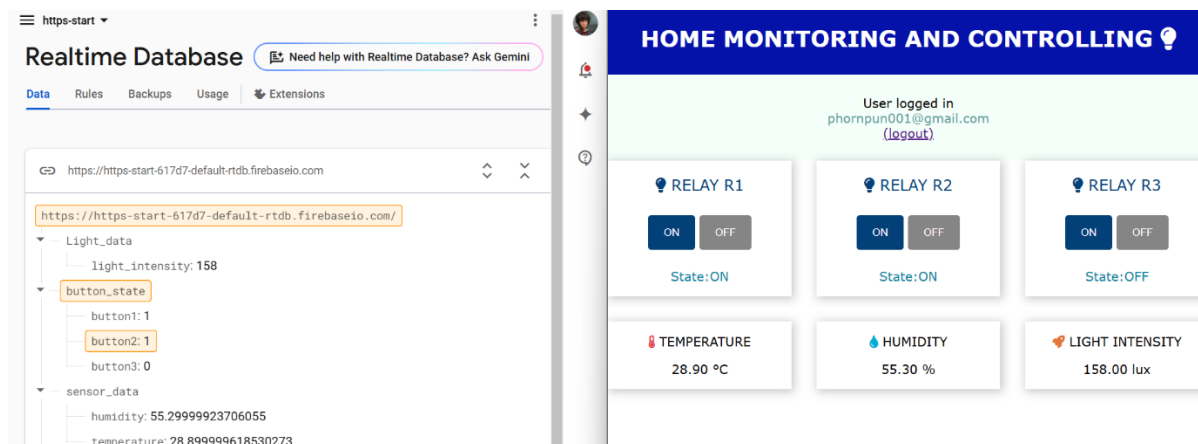 https-start
Realtime Database
Need help with Realtime Database? Ask Gemini
Data Rules Backups Usage Extensions
https://https-start-617d7-default-rtdb.firebaseio.com
https://https-start-617d7-default-rtdb.firebaseio.com/
Light_data
light_intensity: 158
button_state
button1: 1
button2: 1
button3: 0
sensor_data
humidity: 55.29999923706055
temperature: 28.899999618530273
HOME MONITORING AND CONTROLLING
User logged in
phornpun001@gmail.com
(logout)
RELAY R1 RELAY R2 RELAY R3
ON OFF ON OFF ON OFF
State:ON State:ON State:OFF
TEMPERATURE HUMIDITY LIGHT INTENSITY
28.90 °C 55.30 % 158.00 lux